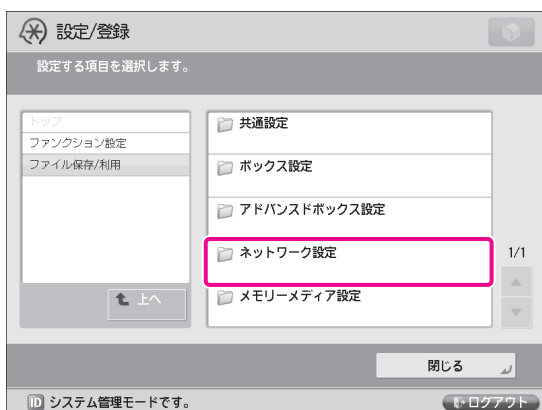 設定/登録
設定する項目を選択します。
トップ
ファンクション設定
ファイル保存/利用
上へ
共通設定
ボックス設定
アドバンスドボックス設定
ネットワーク設定
メモリーメディア設定
1/1
閉じる
ID システム管理モードです。
ログアウト